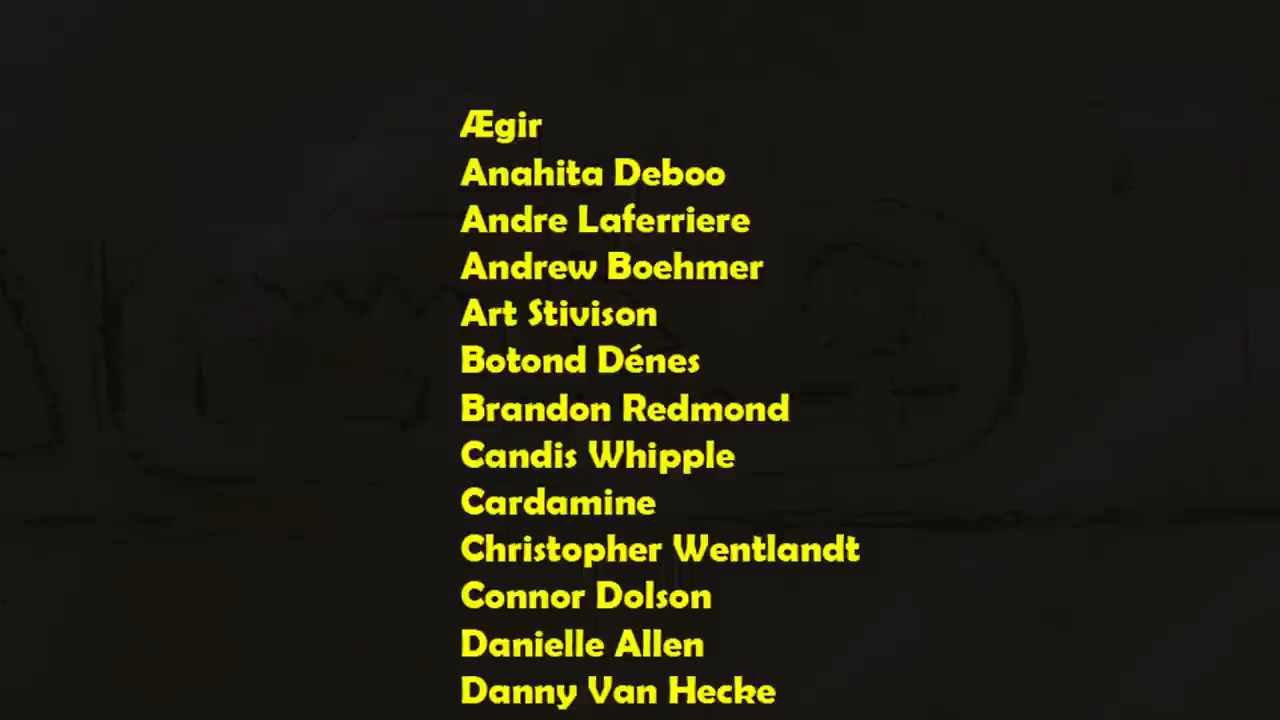 Ægir
Anahita Deboo
Andre Laferriere
Andrew Boehmer
Art Stivison
Botond Dénes
Brandon Redmond
Candis Whipple
Cardamine
Christopher Wentlandt
Connor Dolson
Danielle Allen
Danny Van Hecke